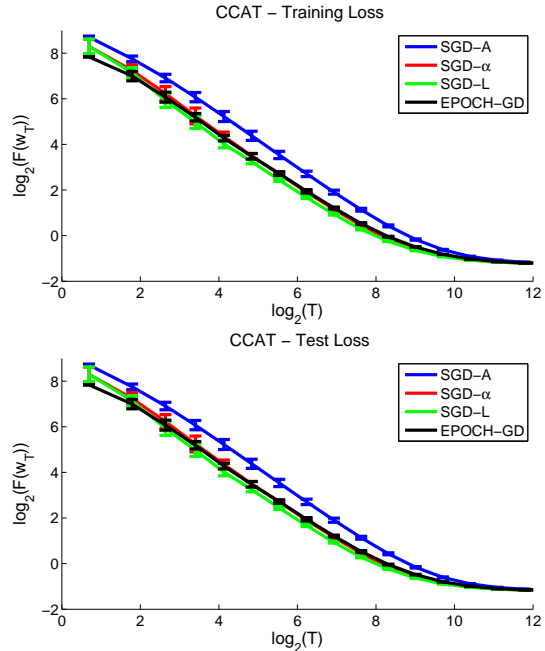 CCAT − Training Loss
SGD−A
SGD−α
SGD−L
EPOCH−GD
log2(F(wT))
8
6
4
2
0
−2
0 2 4 6 8 10 12
log2(T)
CCAT − Test Loss
SGD−A
SGD−α
SGD−L
EPOCH−GD
log2(F(wT))
8
6
4
2
0
−2
0 2 4 6 8 10 12
log2(T)